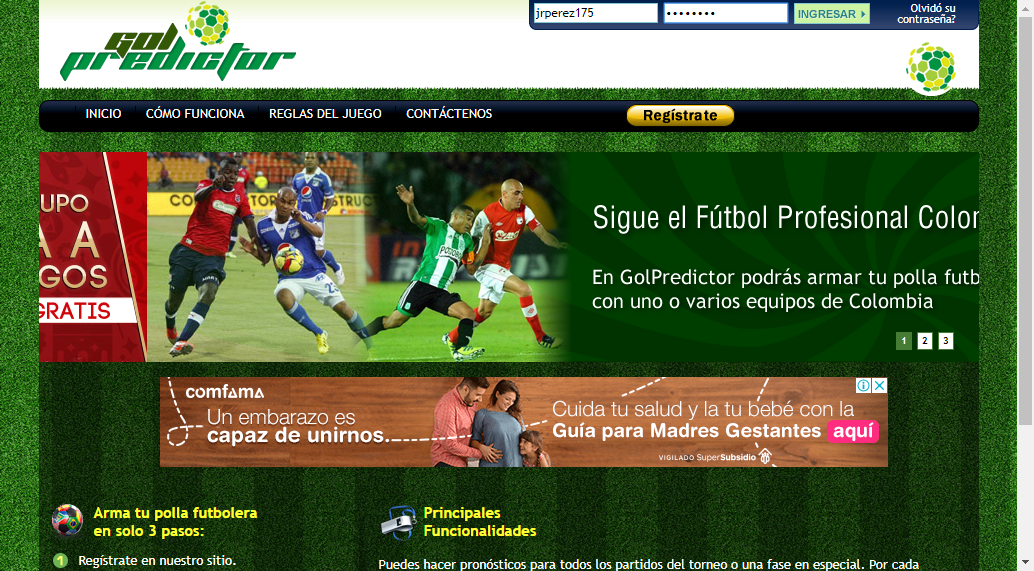 Gol
predictor
jrperez175
••••••••
INGRESAR
Olvidó su
contraseña?
INICIO
CÓMO FUNCIONA
REGLAS DEL JUEGO
CONTÁCTENOS
Regístrate
UPO
A A
GOS
GRATIS
Sigue el Fútbol Profesional Colo
En GolPredictor podrás armar tu polla futb
con uno o varios equipos de Colombia
1 2 3
comfama
Un embarazo es
capaz de unirnos.
Cuida tu salud y la tu bebé con la
Guía para Madres Gestantes aquí
VIGILADO SuperSubsidio
Arma tu polla futbolera
en solo 3 pasos:
1 Regístrate en nuestro sitio.
Principales
Funcionalidades
Puedes hacer pronósticos para todos los partidos del torneo o una fase en especial. Por cada